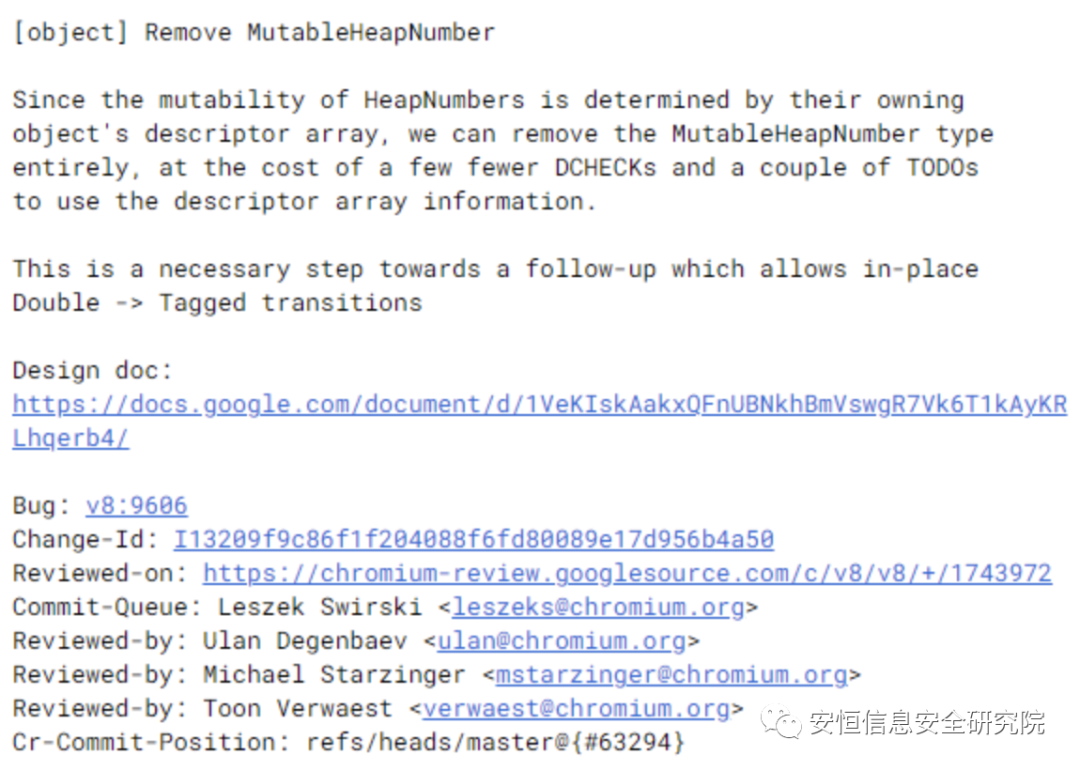 [object] Remove MutableHeapNumber
Since the mutability of HeapNumbers is determined by their owning
object's descriptor array, we can remove the MutableHeapNumber type
entirely, at the cost of a few fewer DCHECKs and a couple of TODOs
to use the descriptor array information.
This is a necessary step towards a follow-up which allows in-place
Double -> Tagged transitions
Design doc:
https://docs.google.com/document/d/1VeKIskAakxQFnUBNkhBmVswgR7Vk6T1kAyKR
Lhqerb4/
Bug: v8:9606
Change-Id: I13209f9c86f1f204088f6fd80089e17d956b4a50
Reviewed-on: https://chromium-review.googlesource.com/c/v8/v8/+/1743972
Commit-Queue: Leszek Swirski <leszeks@chromium.org>
Reviewed-by: Ulan Degenbaev <ulan@chromium.org>
Reviewed-by: Michael Starzinger <mstarzinger@chromium.org>
Reviewed-by: Toon Verwaest <verwaest@chromium.org>
Cr-Commit-Position: refs/heads/master@{#63294}
安恒信息安全研究院